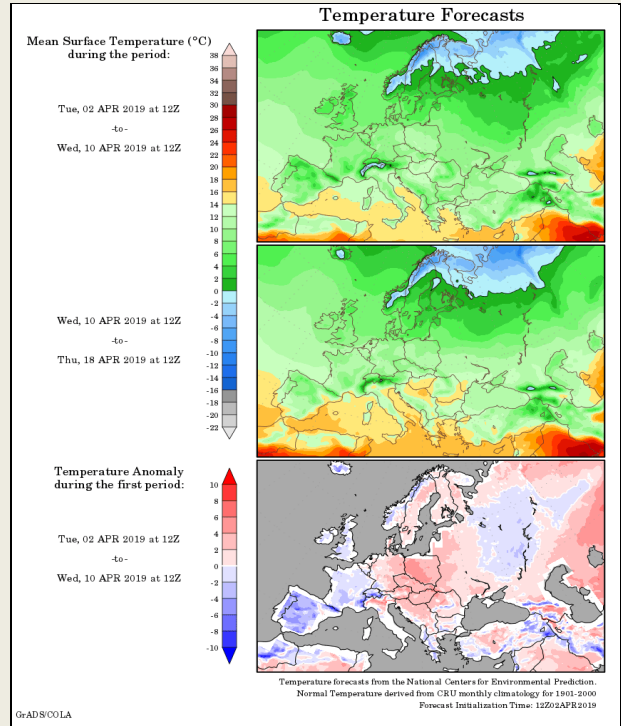 Temperature Forecasts
Mean Surface Temperature (°C)
during the period:
Tue, 02 APR 2019 at 12Z
-to-
Wed, 10 APR 2019 at 12Z
38
36
34
32
30
28
26
24
22
20
18
16
14
12
10
8
6
4
2
0
-2
-4
-6
-8
-10
-12
-14
-16
-18
-20
-22
Wed, 10 APR 2019 at 12Z
-to-
Thu, 18 APR 2019 at 12Z
Temperature Anomaly
during the first period:
Tue, 02 APR 2019 at 12Z
-to-
Wed, 10 APR 2019 at 12Z
10
8
6
4
2
0
-2
-4
-6
-8
-10
Temperature forecasts from the National Centers for Environmental Prediction.
Normal Temperature derived from CRU monthly climatology for 1901-2000
Forecast Initialization Time: 12Z02APR2019
GrADS/COLA